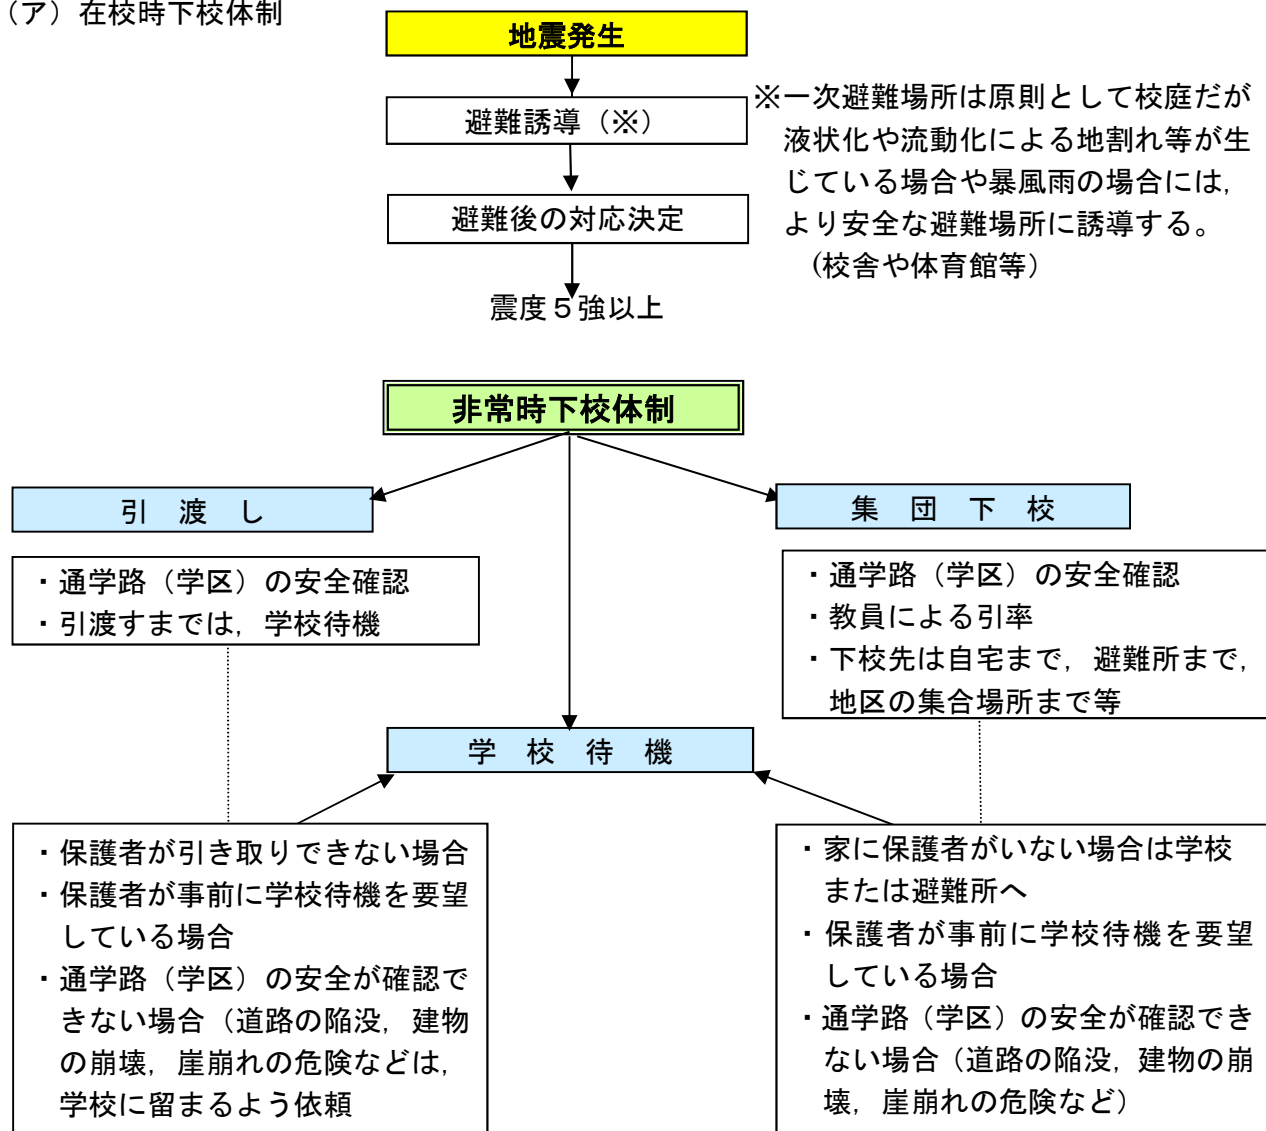 （ア）在校時下校体制
地震発生
避難誘導（※）
※一次避難場所は原則として校庭だが
液状化や流動化による地割れ等が生
じている場合や暴風雨の場合には，
より安全な避難場所に誘導する。
(校舎や体育館等）
避難後の対応決定
震度５強以上
非常時下校体制
引　渡　し
・通学路（学区）の安全確認
・引渡すまでは，学校待機
集　団　下　校
・通学路（学区）の安全確認
・教員による引率
・下校先は自宅まで，避難所まで，
地区の集合場所まで等
学　校　待　機
・保護者が引き取りできない場合
・保護者が事前に学校待機を要望
している場合
・通学路（学区）の安全が確認で
きない場合（道路の陥没，建物
の崩壊，崖崩れの危険などは，
学校に留まるよう依頼
・家に保護者がいない場合は学校
または避難所へ
・保護者が事前に学校待機を要望
している場合
・通学路（学区）の安全が確認でき
ない場合（道路の陥没，建物の崩
壊，崖崩れの危険など）